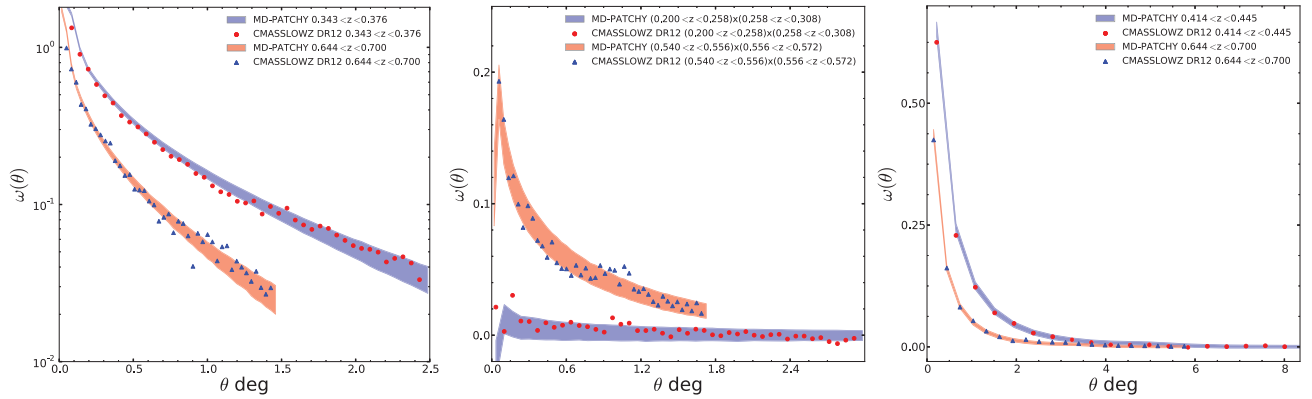 MD-PATCHY 0.343<z<0.376
CMASSLOWZ DR12 0.343<z<0.376
MD-PATCHY 0.644<z<0.700
CMASSLOWZ DR12 0.644<z<0.700
10⁰
10⁻¹
10⁻²
ω(θ)
0.0 0.5 1.0 1.5 2.0 2.5
θ deg
MD-PATCHY (0,200<z<0,258)x(0,258<z<0,308)
CMASSLOWZ DR12 (0,200<z<0,258)x(0,258<z<0,308)
MD-PATCHY (0,540<z<0,556)x(0,556<z<0,572)
CMASSLOWZ DR12 (0,540<z<0,556)x(0,556<z<0,572)
0.2
0.1
0.0
ω(θ)
0.0 0.6 1.2 1.8 2.4
θ deg
MD-PATCHY 0.414<z<0.445
CMASSLOWZ DR12 0.414<z<0.445
MD-PATCHY 0.644<z<0.700
CMASSLOWZ DR12 0.644<z<0.700
0.50
0.25
0.00
ω(θ)
0 2 4 6 8
θ deg